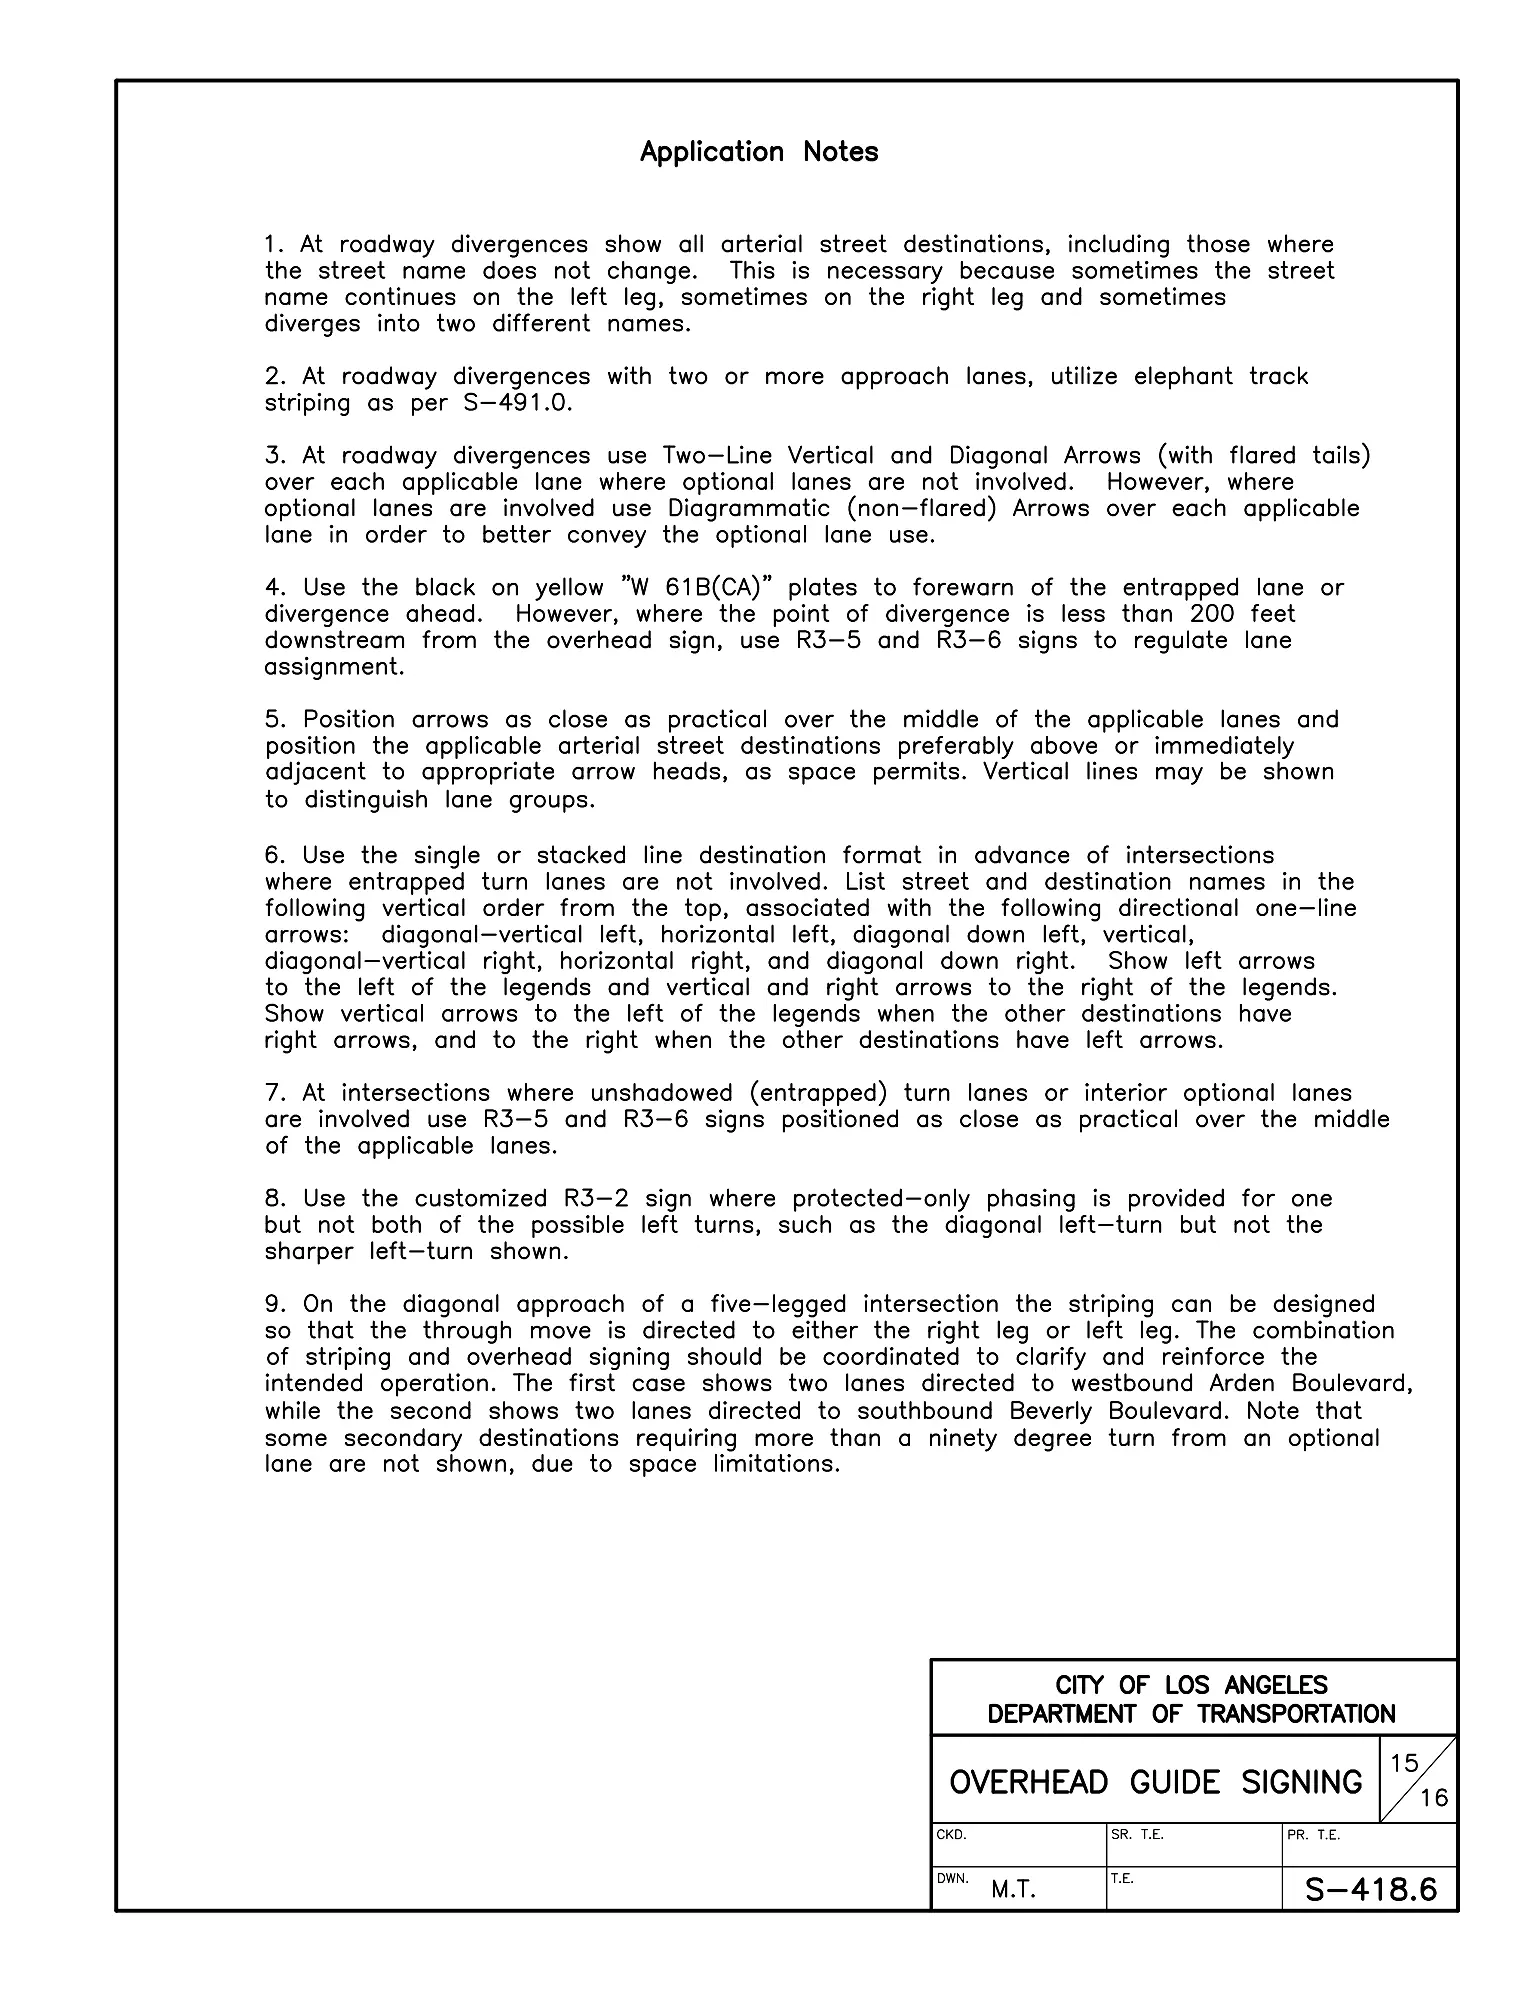 Application Notes
1. At roadway divergences show all arterial street destinations, including those where
the street name does not change. This is necessary because sometimes the street
name continues on the left leg, sometimes on the right leg and sometimes
diverges into two different names.
2. At roadway divergences with two or more approach lanes, utilize elephant track
striping as per S-491.0.
3. At roadway divergences use Two-Line Vertical and Diagonal Arrows (with flared tails)
over each applicable lane where optional lanes are not involved. However, where
optional lanes are involved use Diagrammatic (non-flared) Arrows over each applicable
lane in order to better convey the optional lane use.
4. Use the black on yellow "W 61B(CA)" plates to forewarn of the entrapped lane or
divergence ahead. However, where the point of divergence is less than 200 feet
downstream from the overhead sign, use R3-5 and R3-6 signs to regulate lane
assignment.
5. Position arrows as close as practical over the middle of the applicable lanes and
position the applicable arterial street destinations preferably above or immediately
adjacent to appropriate arrow heads, as space permits. Vertical lines may be shown
to distinguish lane groups.
6. Use the single or stacked line destination format in advance of intersections
where entrapped turn lanes are not involved. List street and destination names in the
following vertical order from the top, associated with the following directional one-line
arrows: diagonal-vertical left, horizontal left, diagonal down left, vertical,
diagonal-vertical right, horizontal right, and diagonal down right. Show left arrows
to the left of the legends and vertical and right arrows to the right of the legends.
Show vertical arrows to the left of the legends when the other destinations have
right arrows, and to the right when the other destinations have left arrows.
7. At intersections where unshadowed (entrapped) turn lanes or interior optional lanes
are involved use R3-5 and R3-6 signs positioned as close as practical over the middle
of the applicable lanes.
8. Use the customized R3-2 sign where protected-only phasing is provided for one
but not both of the possible left turns, such as the diagonal left-turn but not the
sharper left-turn shown.
9. On the diagonal approach of a five-legged intersection the striping can be designed
so that the through move is directed to either the right leg or left leg. The combination
of striping and overhead signing should be coordinated to clarify and reinforce the
intended operation. The first case shows two lanes directed to westbound Arden Boulevard,
while the second shows two lanes directed to southbound Beverly Boulevard. Note that
some secondary destinations requiring more than a ninety degree turn from an optional
lane are not shown, due to space limitations.
CITY OF LOS ANGELES
DEPARTMENT OF TRANSPORTATION
OVERHEAD GUIDE SIGNING 15/16
CKD. SR. T.E. PR. T.E.
DWN. M.T. T.E. S-418.6